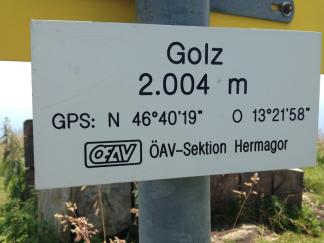 Golz
2.004 m
GPS: N 46°40'19" O 13°21'58"
ÖAV ÖAV-Sektion Hermagor